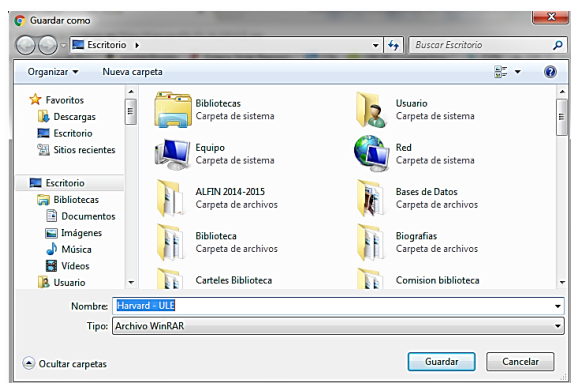 Guardar como
Escritorio
Buscar Escritorio
Organizar
Nueva carpeta
Favoritos
Descargas
Escritorio
Sitios recientes
Escritorio
Bibliotecas
Documentos
Imágenes
Música
Vídeos
Usuario
Bibliotecas
Carpeta de sistema
Usuario
Carpeta de sistema
Equipo
Carpeta de sistema
Red
Carpeta de sistema
ALFIN 2014-2015
Carpeta de archivos
Bases de Datos
Carpeta de archivos
Biblioteca
Carpeta de archivos
Biografias
Carpeta de archivos
Carteles Biblioteca
Comision biblioteca
Nombre: Harvard - ULE
Tipo: Archivo WinRAR
Ocultar carpetas
Guardar
Cancelar